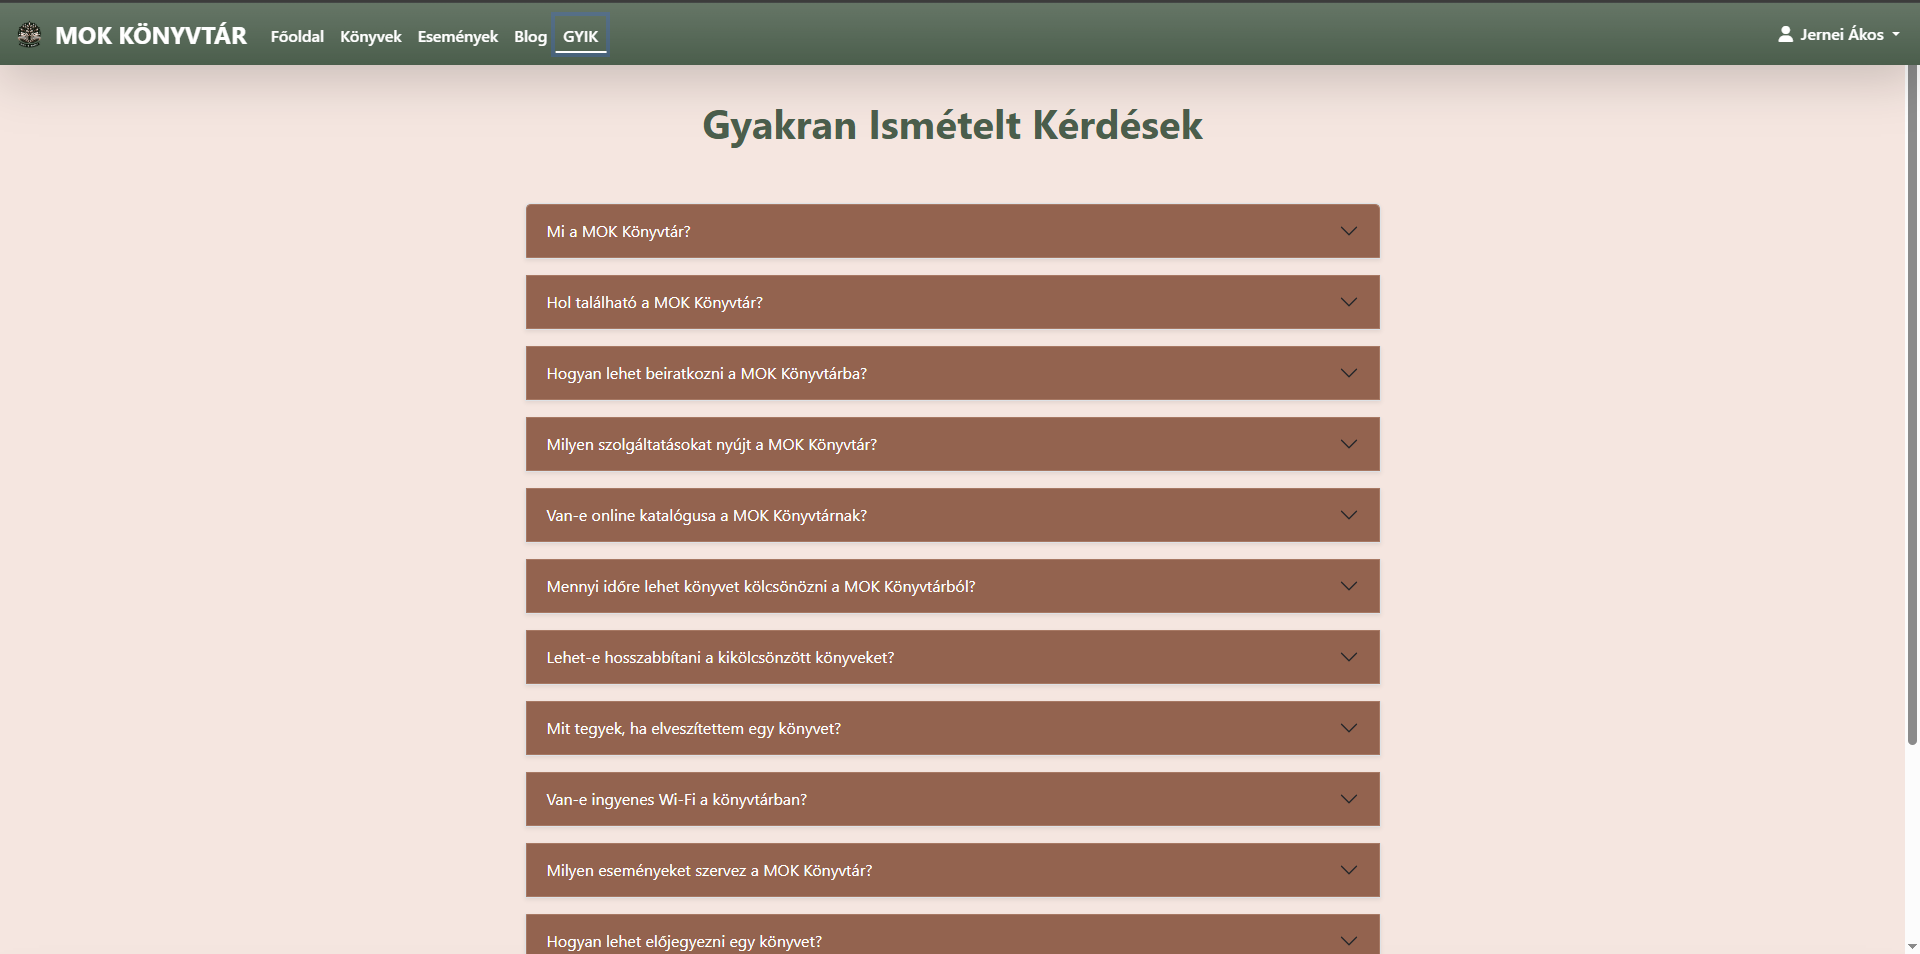 MOK KÖNYVTÁR Főoldal Könyvek Események Blog GYIK Jernei Ákos
Gyakran Ismételt Kérdések
Mi a MOK Könyvtár?
Hol található a MOK Könyvtár?
Hogyan lehet beiratkozni a MOK Könyvtárba?
Milyen szolgáltatásokat nyújt a MOK Könyvtár?
Van-e online katalógusa a MOK Könyvtárnak?
Mennyi időre lehet könyvet kölcsönözni a MOK Könyvtárból?
Lehet-e hosszabbítani a kikölcsönzött könyveket?
Mit tegyek, ha elveszítettem egy könyvet?
Van-e ingyenes Wi-Fi a könyvtárban?
Milyen eseményeket szervez a MOK Könyvtár?
Hogyan lehet előjegyezni egy könyvet?